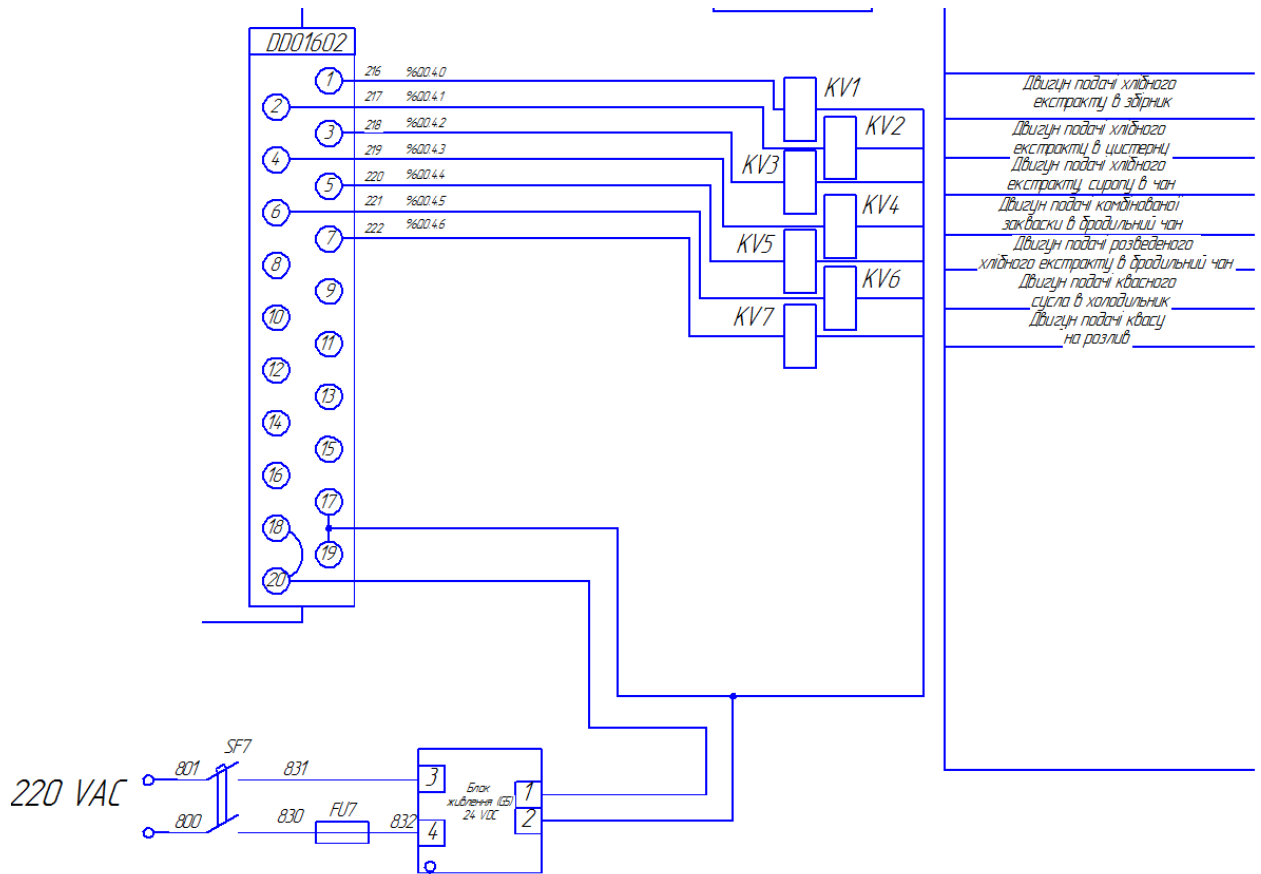 DDO1602
1 216 %Q0.4.0
2 217 %Q0.4.1
3 218 %Q0.4.2
4 219 %Q0.4.3
5 220 %Q0.4.4
6 221 %Q0.4.5
7 222 %Q0.4.6
8
9
10
11
12
13
14
15
16
17
18
19
20
KV1
KV2
KV3
KV4
KV5
KV6
KV7
Двигун подачі хлібного
екстракту в збірник
Двигун подачі хлібного
екстракту в цистерну
Двигун подачі хлібного
екстракту, сиропу в чан
Двигун подачі комбінованої
закваски в бродильний чан
Двигун подачі розведеного
хлібного екстракту в бродильний чан
Двигун подачі квасного
сусла в холодильник
Двигун подачі квасу
на розлив
220 VAC
801 SF7 831
800 830 FU7 832
3
4
Блок
живлення (G5)
24 VDC
1
2